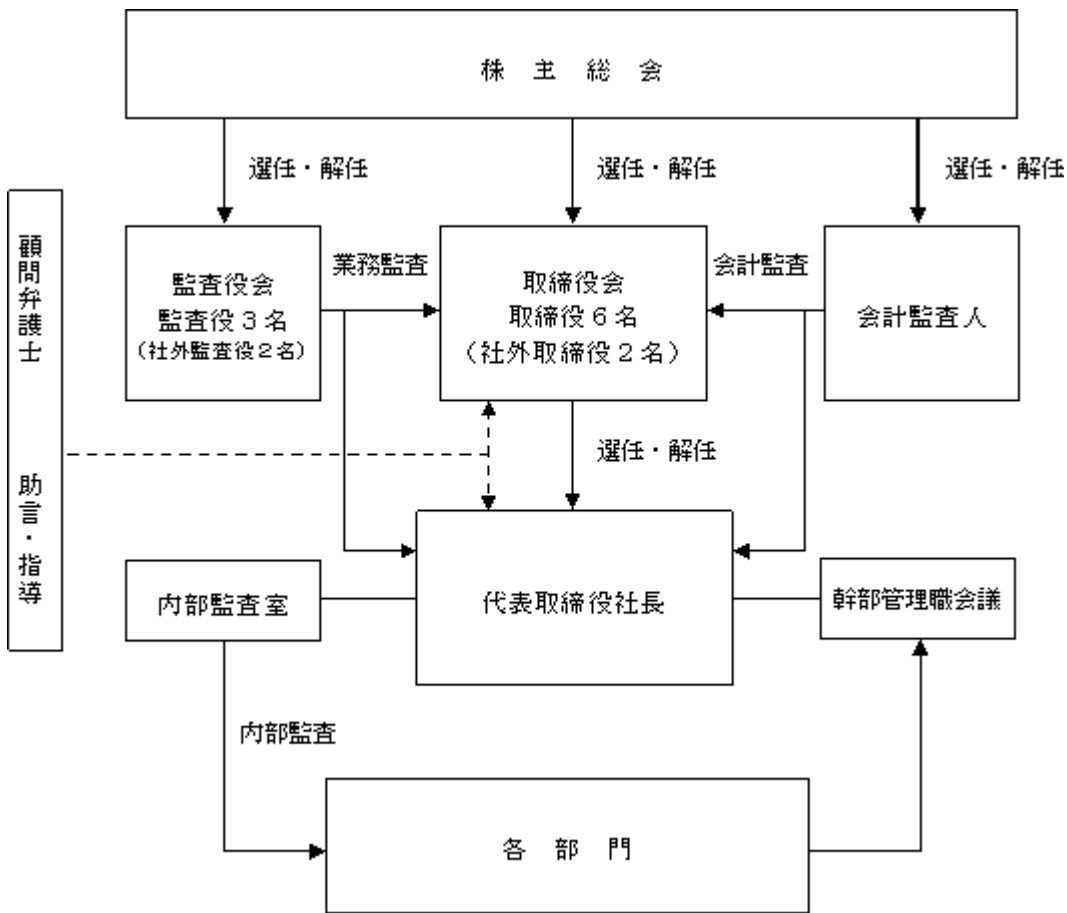 株　主　総　会
選任・解任
選任・解任
選任・解任
顧問弁護士　助言・指導
監査役会
監査役３名
（社外監査役２名）
業務監査
取締役会
取締役６名
（社外取締役２名）
会計監査
会計監査人
選任・解任
内部監査室
代表取締役社長
幹部管理職会議
内部監査
各　部　門